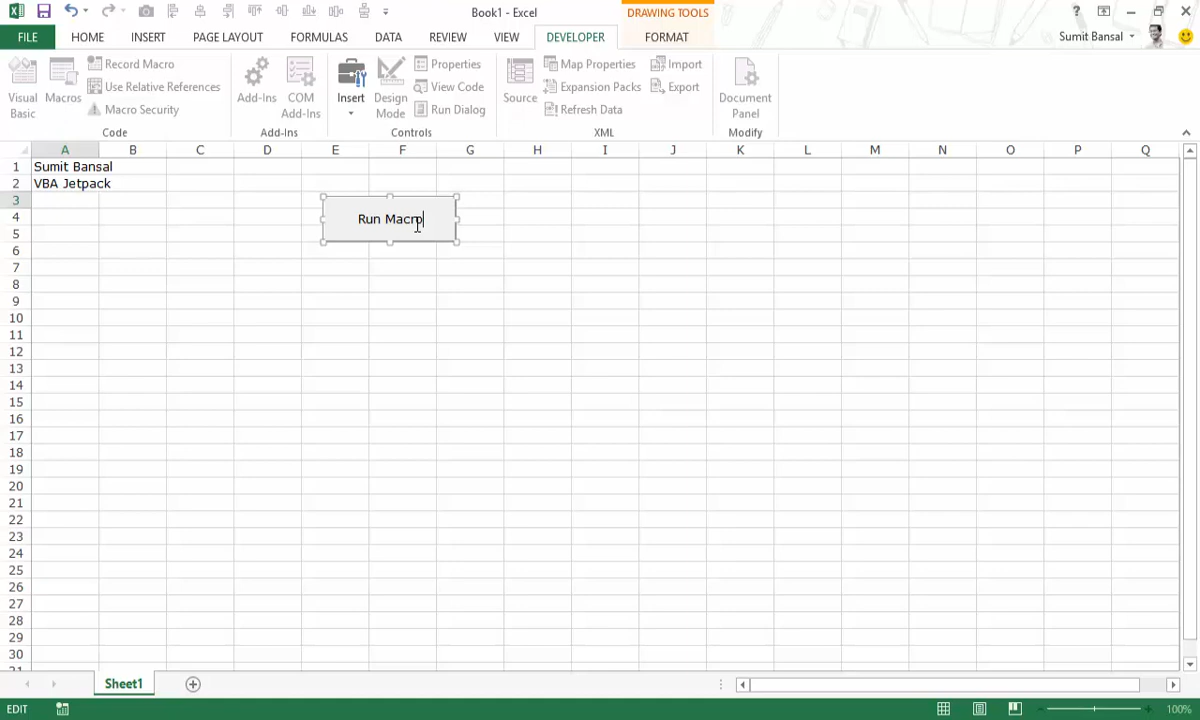 Book1 - Excel
DRAWING TOOLS
?
FILE
HOME
INSERT
PAGE LAYOUT
FORMULAS
DATA
REVIEW
VIEW
DEVELOPER
FORMAT
Sumit Bansal
Visual Basic
Macros
Record Macro
Use Relative References
Macro Security
Code
Add-Ins
COM Add-Ins
Add-Ins
Insert
Design Mode
Properties
View Code
Run Dialog
Controls
Source
Map Properties
Expansion Packs
Refresh Data
Import
Export
XML
Document Panel
Modify
A B C D E F G H I J K L M N O P Q
1 Sumit Bansal
2 VBA Jetpack
3
4 Run Macro
5
6
7
8
9
10
11
12
13
14
15
16
17
18
19
20
21
22
23
24
25
26
27
28
29
30
31
Sheet1
EDIT
100%